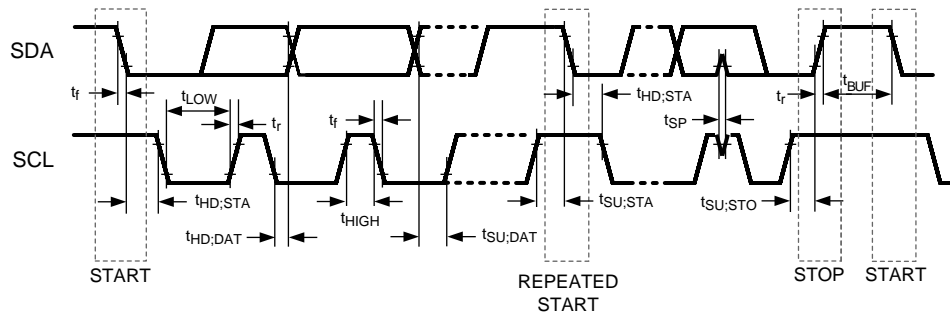 SDA
t_f
t_LOW
t_r
t_f
t_HD;STA
t_SP
t_r
t_BUF
SCL
t_HD;STA
t_HD;DAT
t_HIGH
t_SU;DAT
t_SU;STA
t_SU;STO
START
REPEATED
START
STOP
START